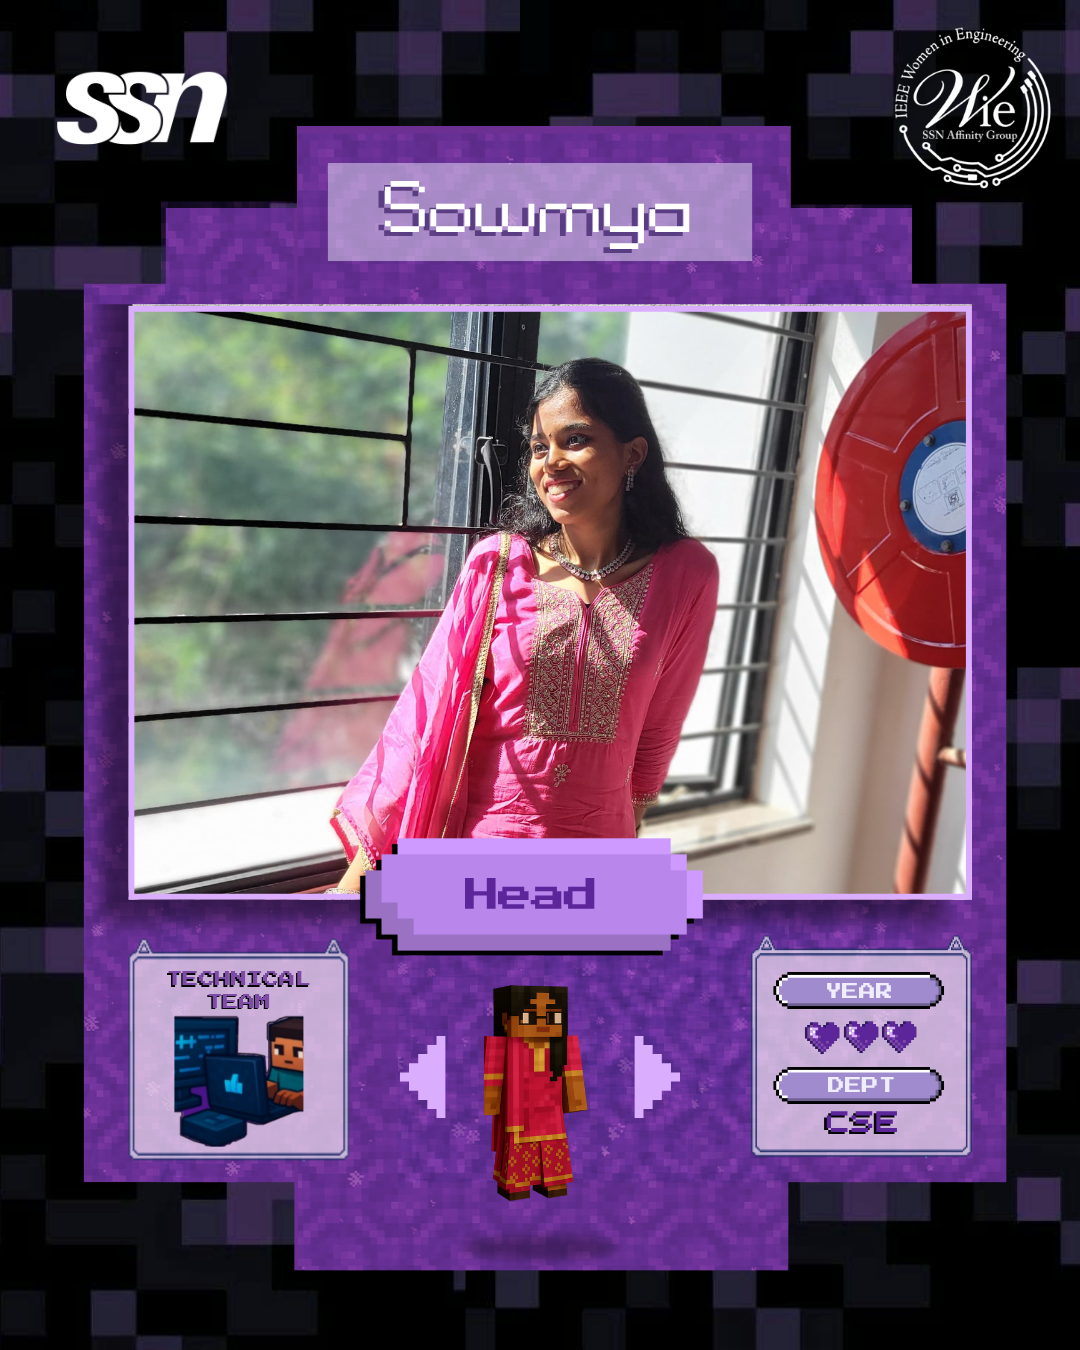 ssn
IEEE Women in Engineering
Wie
SSN Affinity Group
Sowmya
Head
TECHNICAL
TEAM
YEAR
DEPT
CSE